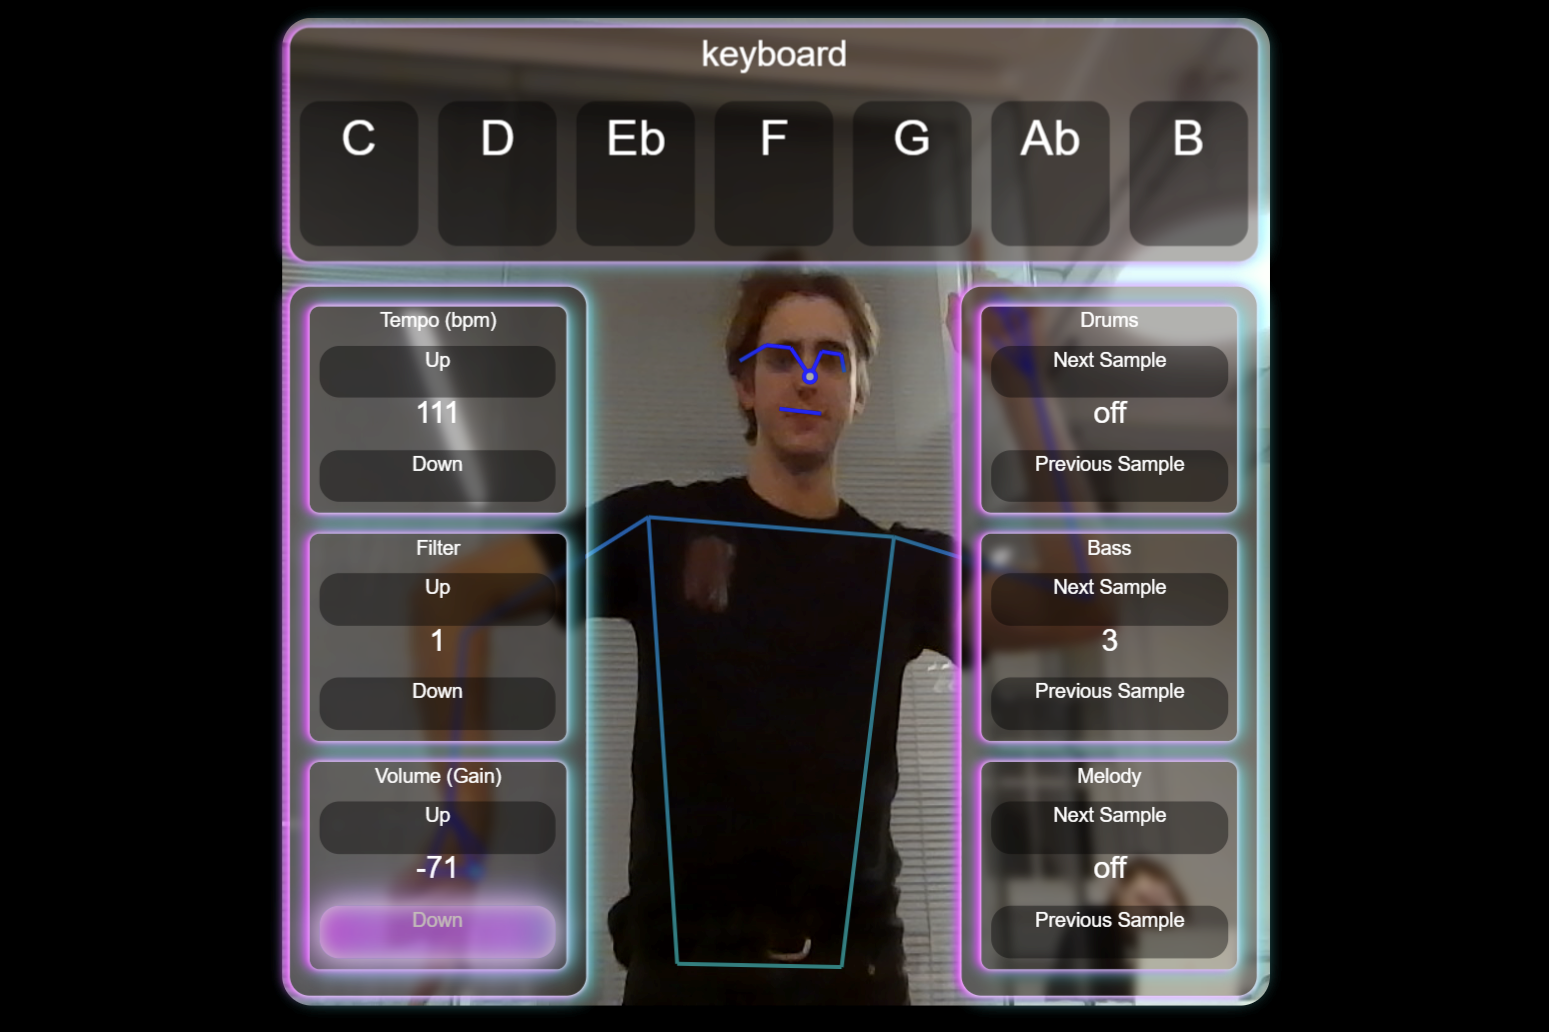 keyboard
C D Eb F G Ab B
Tempo (bpm)
Up
111
Down
Filter
Up
1
Down
Volume (Gain)
Up
-71
Down
Drums
Next Sample
off
Previous Sample
Bass
Next Sample
3
Previous Sample
Melody
Next Sample
off
Previous Sample